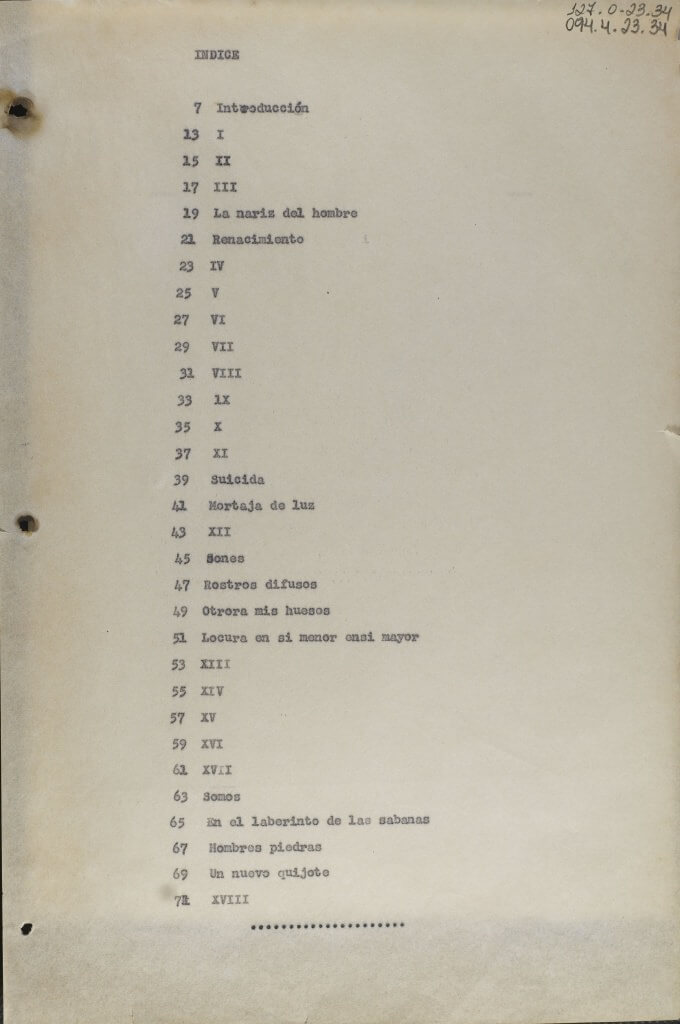 127.0-23.34
094.4.23.34
INDICE
7 Introducción
13 I
15 II
17 III
19 La nariz del hombre
21 Renacimiento
23 IV
25 V
27 VI
29 VII
31 VIII
33 lX
35 X
37 XI
39 Suicida
41 Mortaja de luz
43 XII
45 Sones
47 Rostros difusos
49 Otrora mis huesos
51 Locura en si menor ensi mayor
53 XIII
55 XIV
57 XV
59 XVI
61 XVII
63 Somos
65 En el laberinto de las sabanas
67 Hombres piedras
69 Un nuevo quijote
71 XVIII